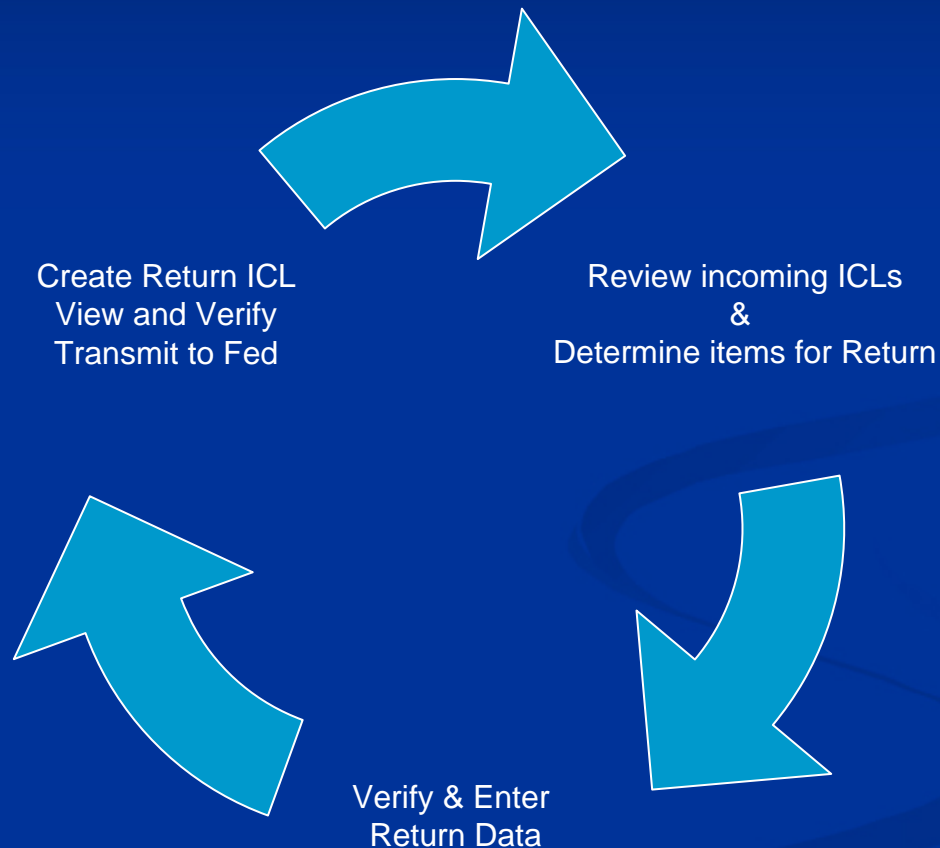 Create Return ICL
View and Verify
Transmit to Fed
Review incoming ICLs
&
Determine items for Return
Verify & Enter
Return Data